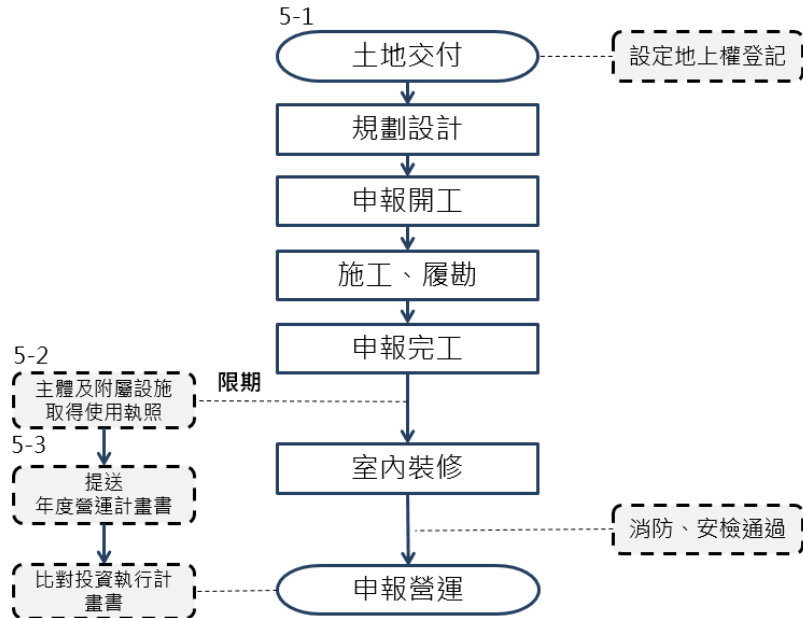 5-1
土地交付
設定地上權登記
規劃設計
申報開工
施工、履勘
申報完工
5-2
限期
主體及附屬設施
取得使用執照
5-3
室內裝修
提送
年度營運計畫書
消防、安檢通過
比對投資執行計
畫書
申報營運